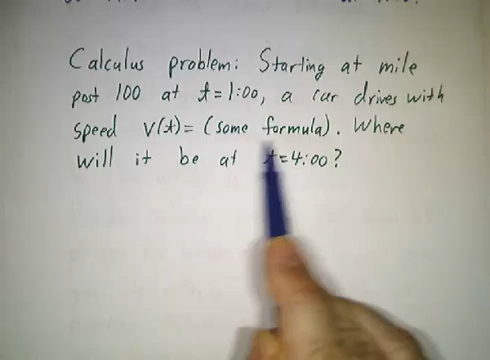 Calculus problem: Starting at mile
post 100 at t=1:00, a car drives with
speed V(t)= (some formula). Where
will it be at t=4:00?